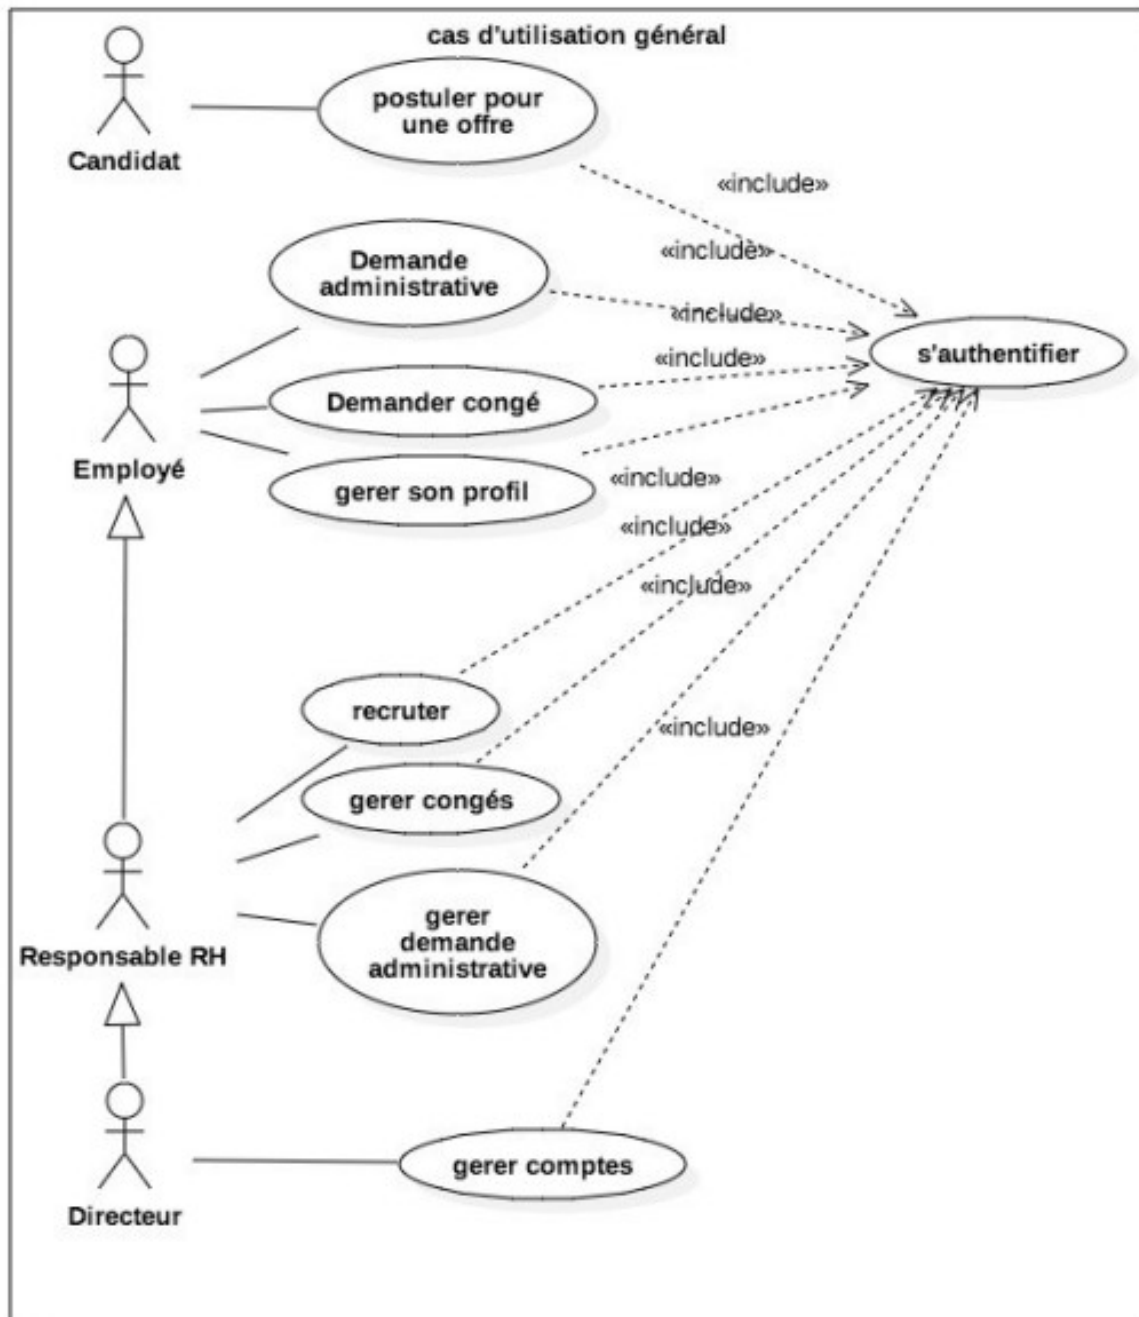 cas d'utilisation général
postuler pour
une offre
Candidat
«include»
«include»
Demande
administrative
«include»
s'authentifier
«include»
Demander congé
Employé
gerer son profil
«include»
«include»
«include»
recruter
«include»
gerer congés
gerer
demande
administrative
Responsable RH
gerer comptes
Directeur